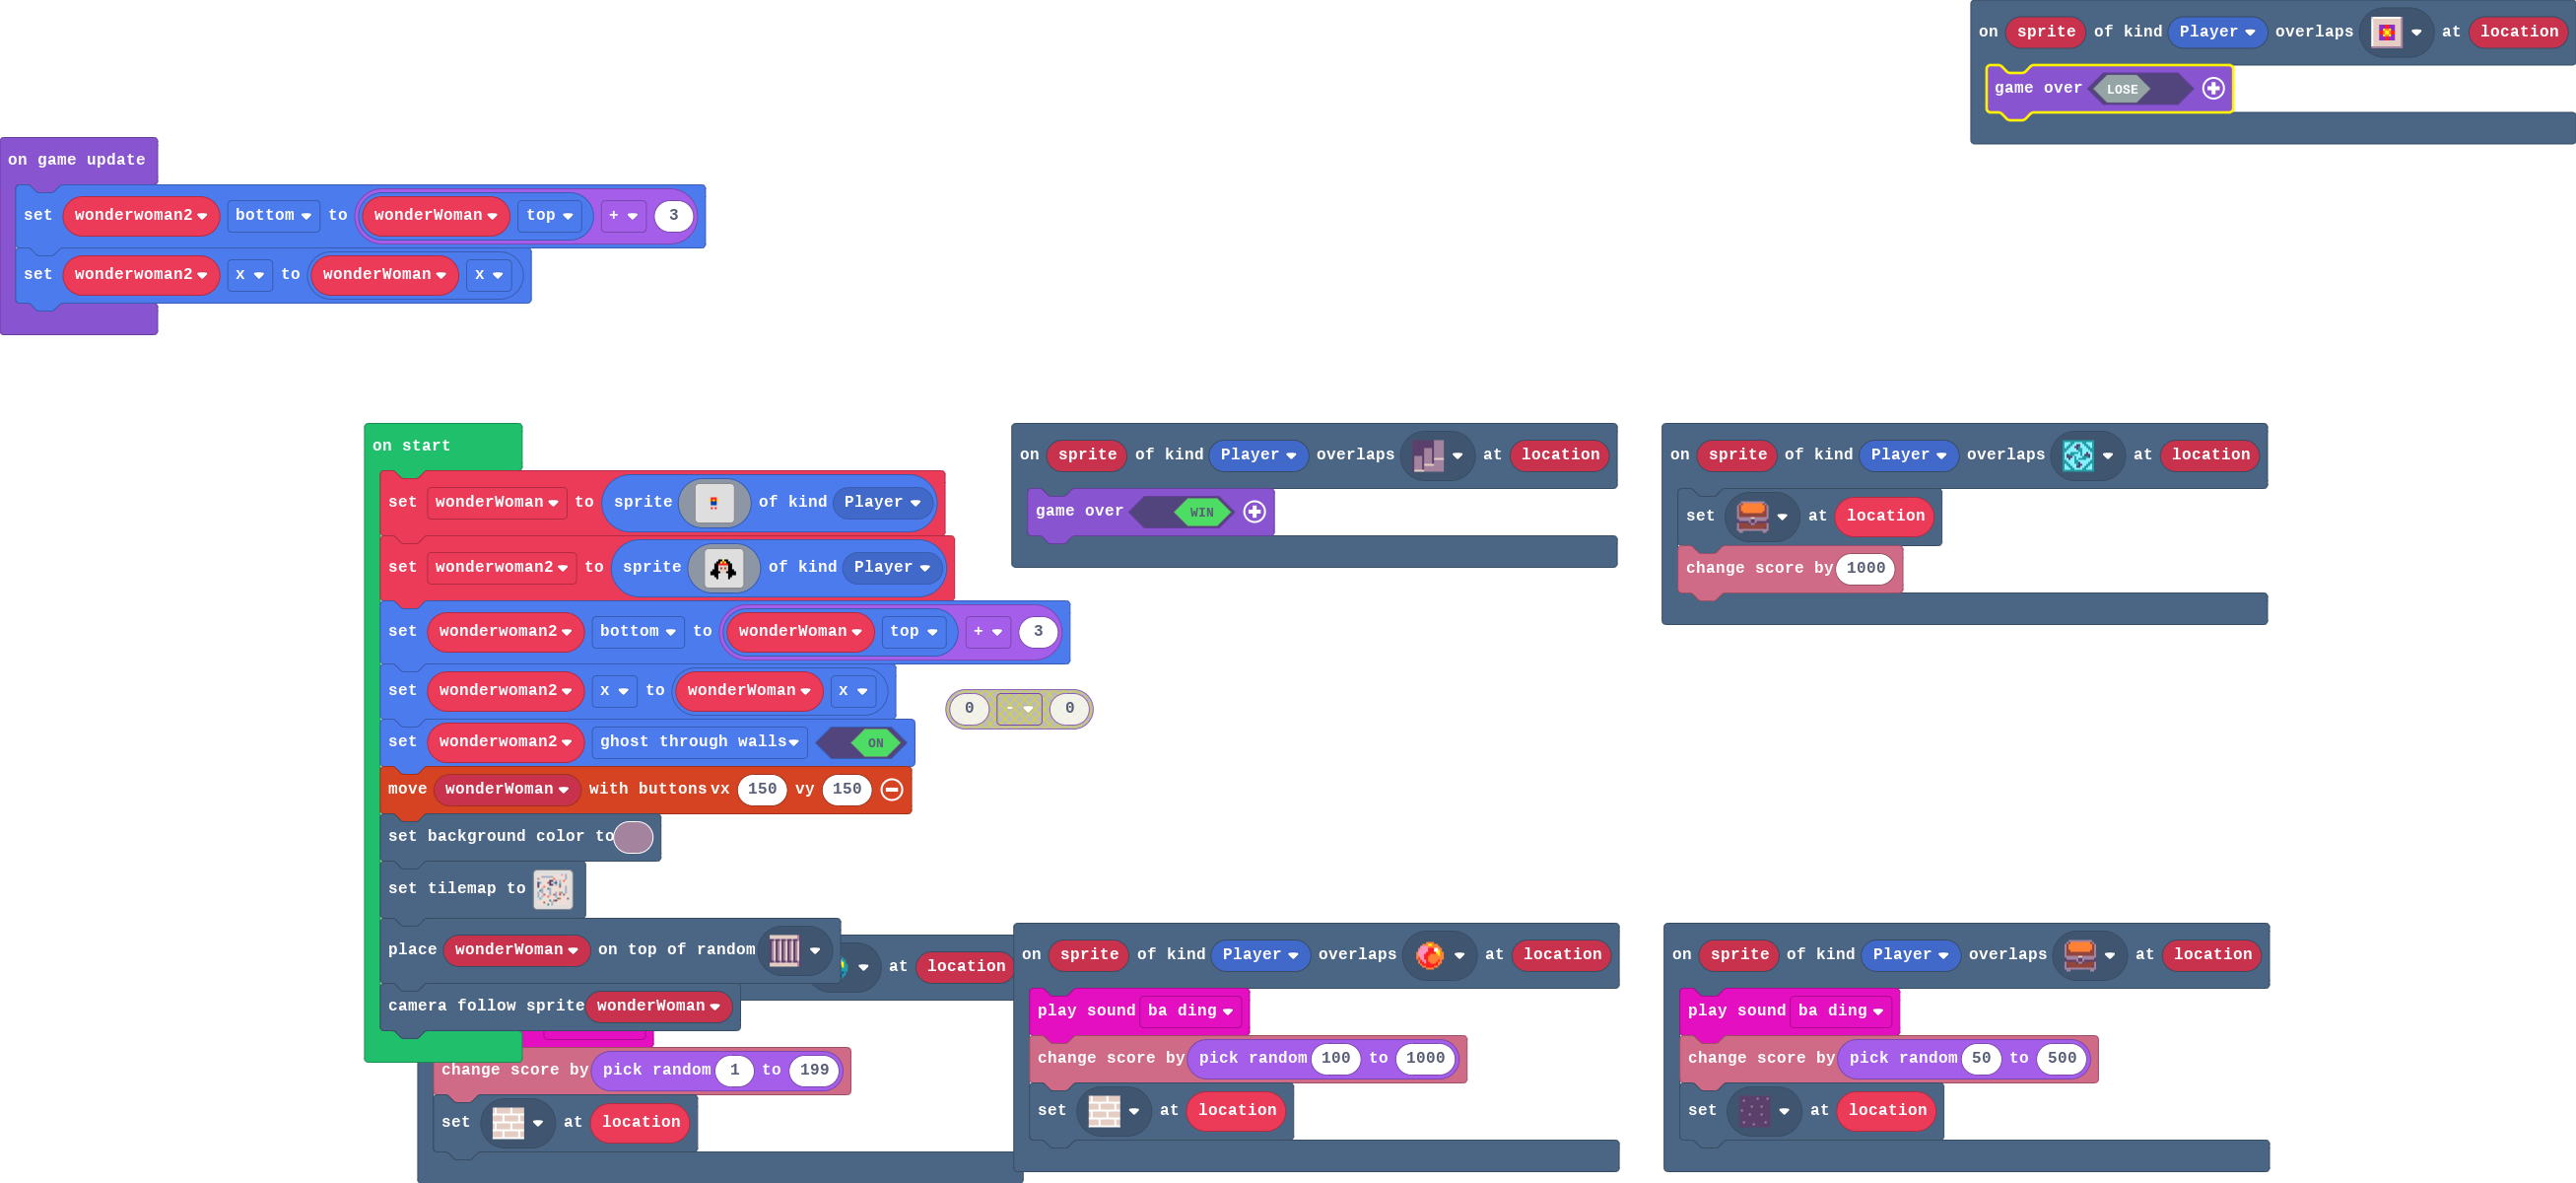 on sprite of kind Player overlaps at location
game over LOSE
on game update
set wonderwoman2 bottom to wonderWoman top + 3
set wonderwoman2 x to wonderWoman x
on start
set wonderWoman to sprite of kind Player
set wonderwoman2 to sprite of kind Player
set wonderwoman2 bottom to wonderWoman top + 3
set wonderwoman2 x to wonderWoman x
set wonderwoman2 ghost through walls ON
move wonderWoman with buttons vx 150 vy 150
set background color to
set tilemap to
place wonderWoman on top of random
camera follow sprite wonderWoman
0 - 0
on sprite of kind Player overlaps at location
game over WIN
on sprite of kind Player overlaps at location
set at location
change score by 1000
at location
change score by pick random 1 to 199
set at location
on sprite of kind Player overlaps at location
play sound ba ding
change score by pick random 100 to 1000
set at location
on sprite of kind Player overlaps at location
play sound ba ding
change score by pick random 50 to 500
set at location